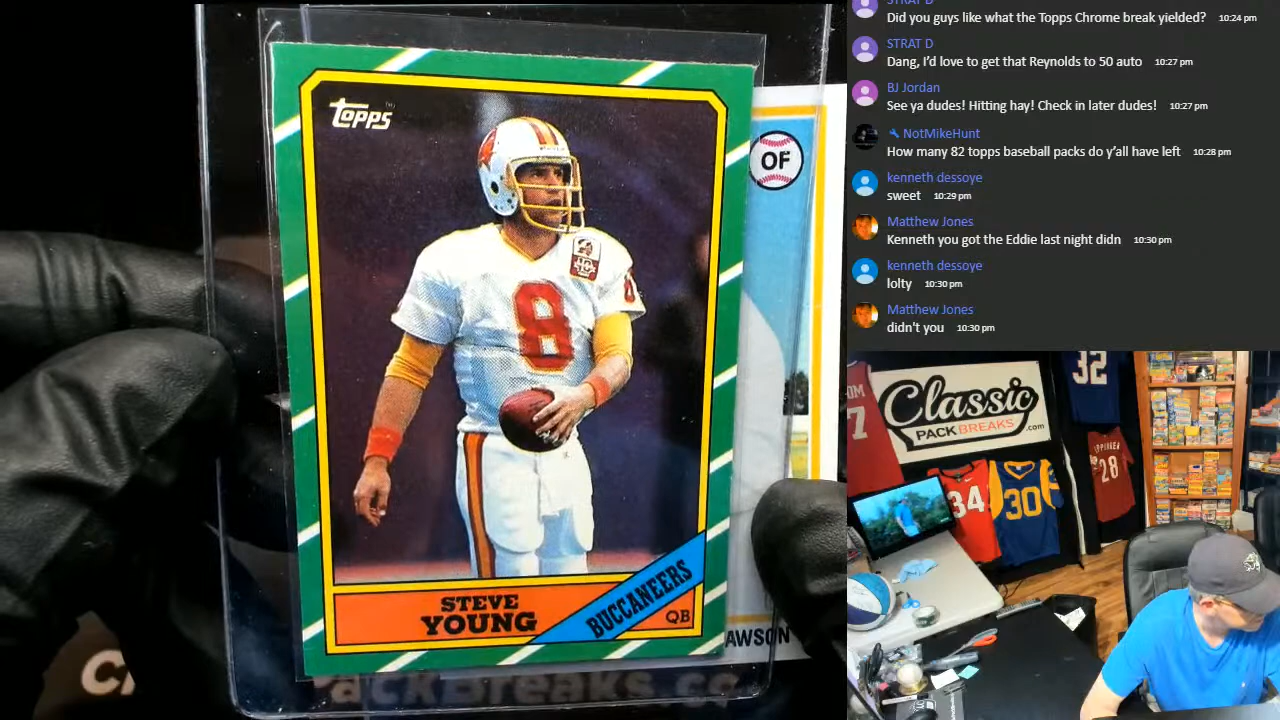 topps
OF
8
8
STEVE
YOUNG
BUCCANEERS
QB
AWSON
ackBreaks.co
STRAT D
Did you guys like what the Topps Chrome break yielded? 10:24 pm
STRAT D
Dang, I'd love to get that Reynolds to 50 auto 10:27 pm
BJ Jordan
See ya dudes! Hitting hay! Check in later dudes! 10:27 pm
NotMikeHunt
How many 82 topps baseball packs do y'all have left 10:28 pm
kenneth dessoye
sweet 10:29 pm
Matthew Jones
Kenneth you got the Eddie last night didn 10:30 pm
kenneth dessoye
lolty 10:30 pm
Matthew Jones
didn't you 10:30 pm
Classic
PACK BREAKS.com
32
7
34
30
28